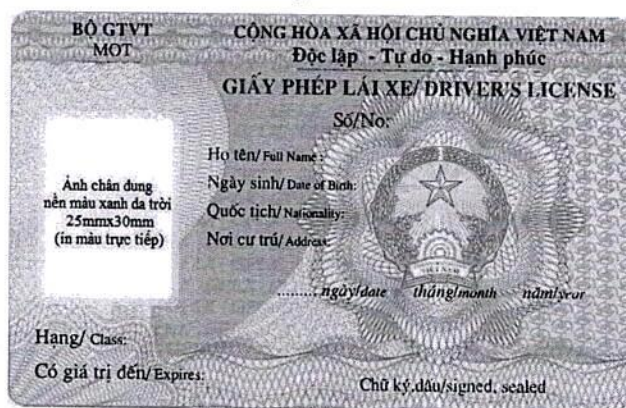 BỘ GTVT
MOT
CỘNG HÒA XÃ HỘI CHỦ NGHĨA VIỆT NAM
Độc lập - Tự do - Hạnh phúc
GIẤY PHÉP LÁI XE/ DRIVER'S LICENSE
Số/No:
Ảnh chân dung
nền màu xanh da trời
25mmx30mm
(in màu trực tiếp)
Họ tên/ Full Name :
Ngày sinh/ Date of Birth:
Quốc tịch/ Nationality:
Nơi cư trú/ Address:
........ ngày/date tháng/month năm/year
Hạng/ Class:
Có giá trị đến/ Expires:
Chữ ký,dấu/signed, sealed